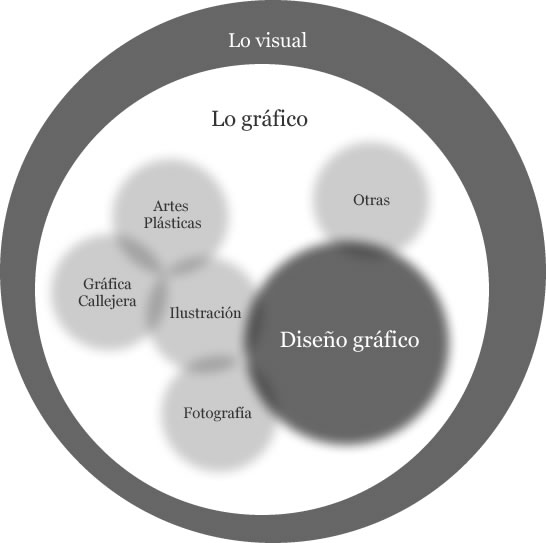 Lo visual
Lo gráfico
Artes
Plásticas
Otras
Gráfica
Callejera
Ilustración
Diseño gráfico
Fotografía